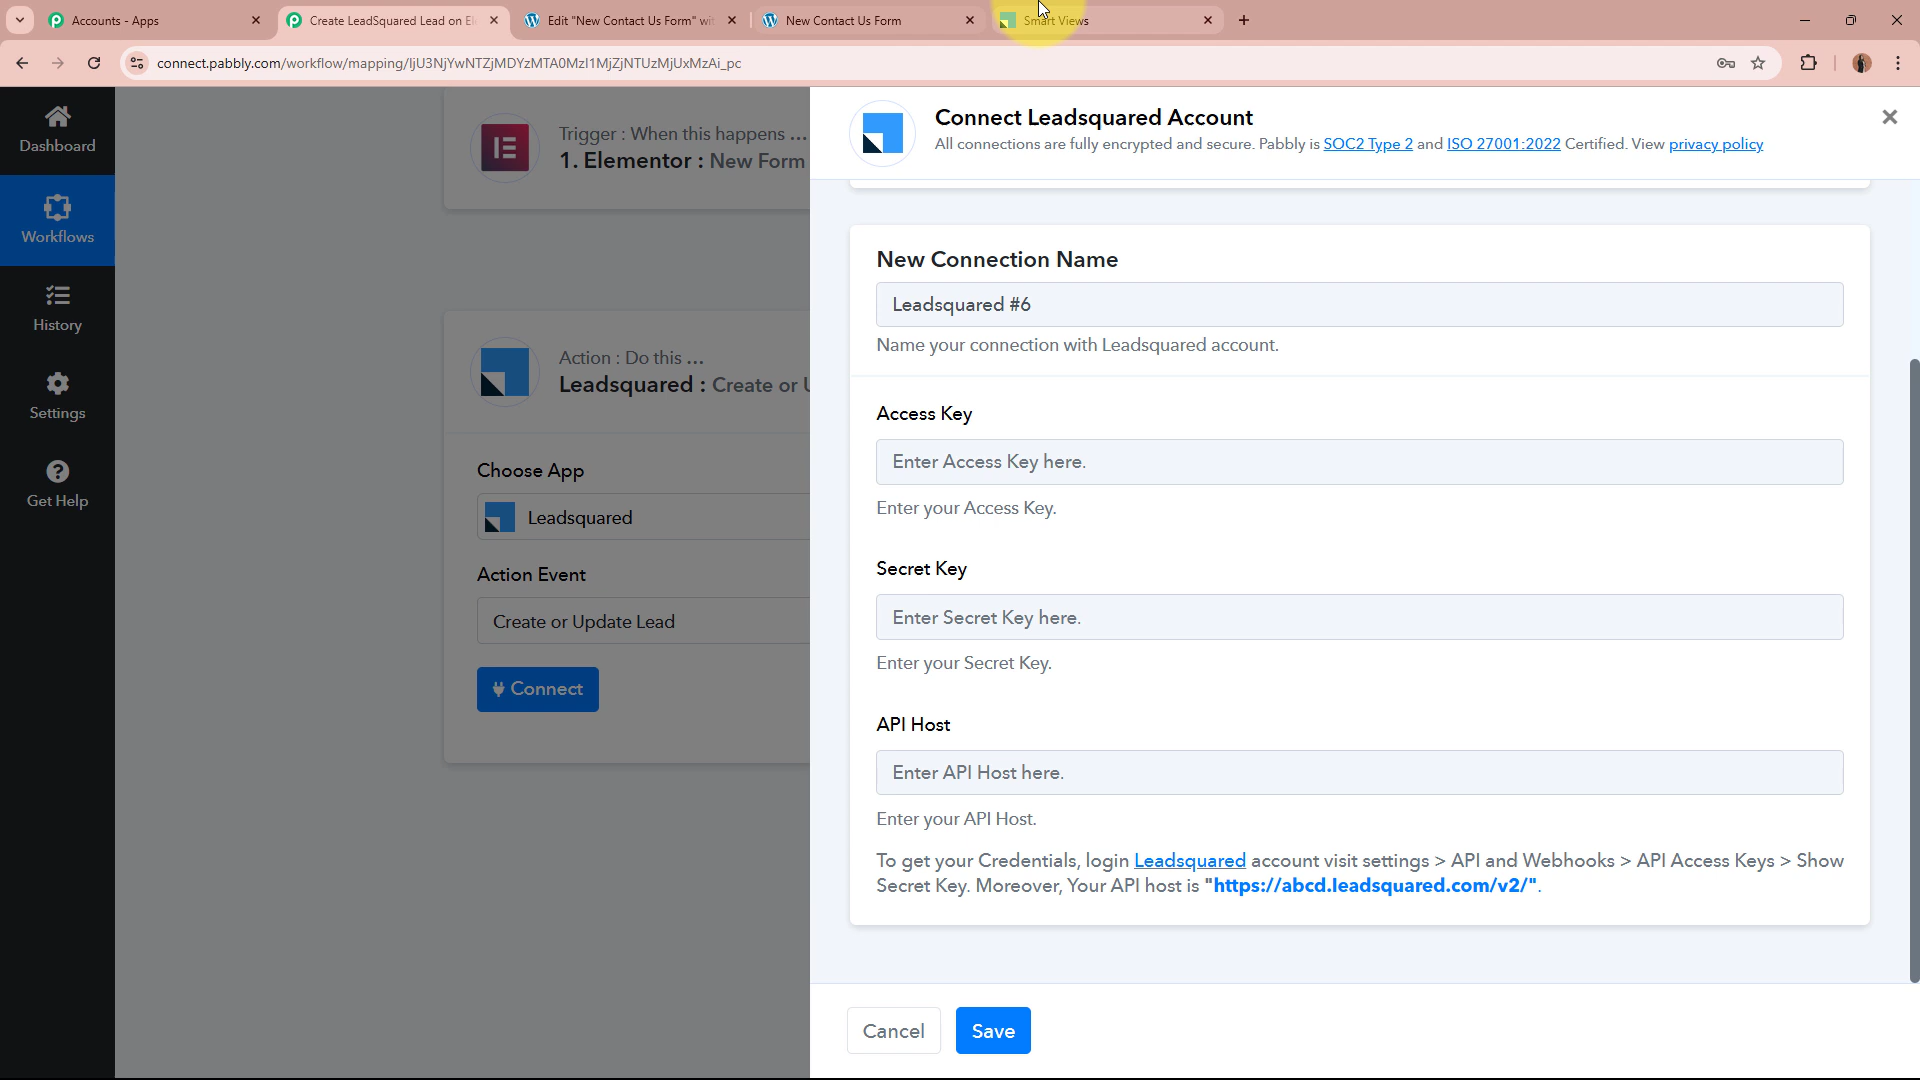 Accounts - Apps
Create LeadSquared Lead on El
Edit "New Contact Us Form" wit
New Contact Us Form
Smart Views
connect.pabbly.com/workflow/mapping/IjU3NjYwNTZjMDYzMTA0MzI1MjZjNTUzMjUxMzAi_pc
Dashboard
Workflows
History
Settings
Get Help
Trigger : When this happens ...
1. Elementor : New Form
Action : Do this ...
Leadsquared : Create or U
Choose App
Leadsquared
Action Event
Create or Update Lead
Connect
Connect Leadsquared Account
All connections are fully encrypted and secure. Pabbly is SOC2 Type 2 and ISO 27001:2022 Certified. View privacy policy
New Connection Name
Leadsquared #6
Name your connection with Leadsquared account.
Access Key
Enter Access Key here.
Enter your Access Key.
Secret Key
Enter Secret Key here.
Enter your Secret Key.
API Host
Enter API Host here.
Enter your API Host.
To get your Credentials, login Leadsquared account visit settings > API and Webhooks > API Access Keys > Show
Secret Key. Moreover, Your API host is "https://abcd.leadsquared.com/v2/".
Cancel
Save